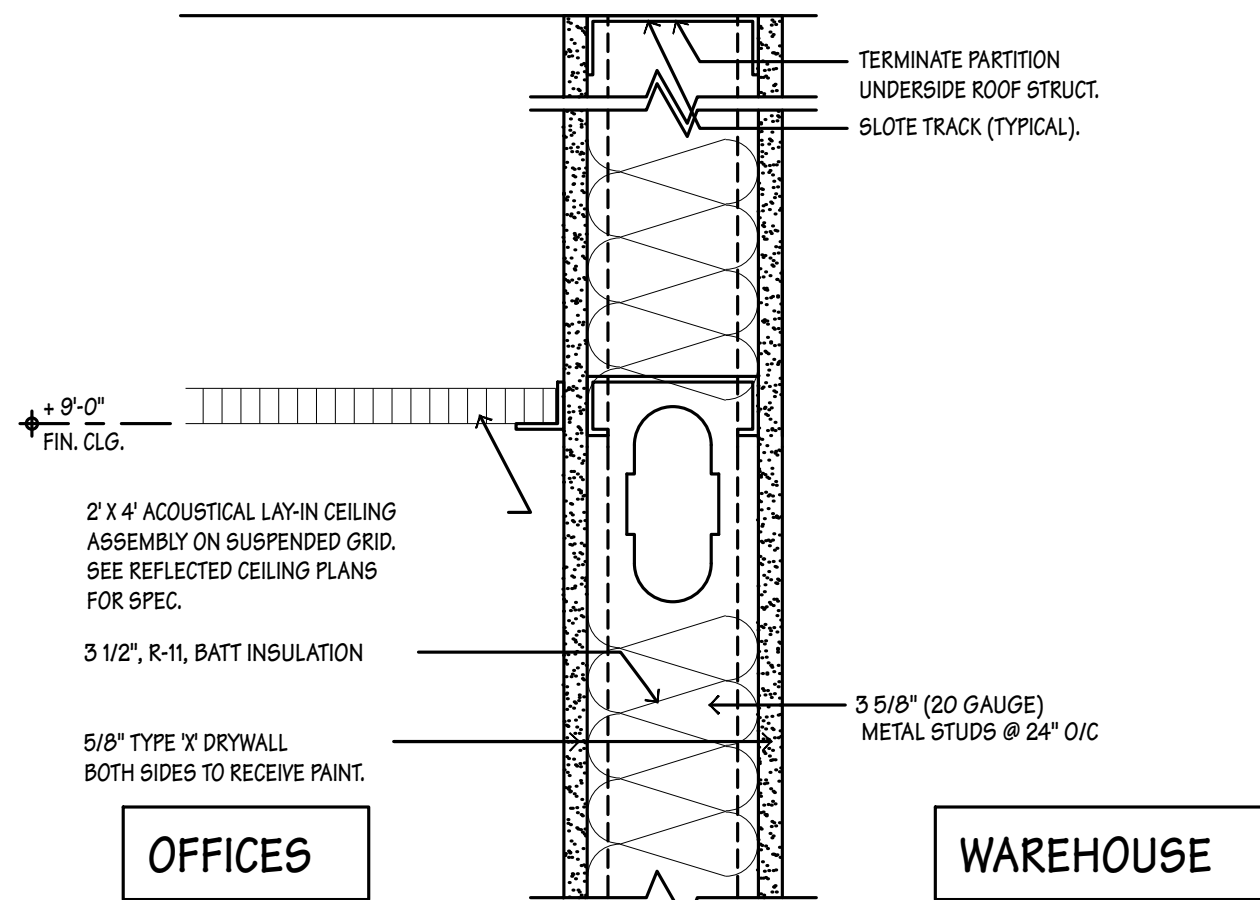 TERMINATE PARTITION
UNDERSIDE ROOF STRUCT.
SLOTE TRACK (TYPICAL).
+ 9'-0"
FIN. CLG.
2' X 4' ACOUSTICAL LAY-IN CEILING
ASSEMBLY ON SUSPENDED GRID.
SEE REFLECTED CEILING PLANS
FOR SPEC.
3 1/2", R-11, BATT INSULATION
3 5/8" (20 GAUGE)
METAL STUDS @ 24" O/C
5/8" TYPE 'X' DRYWALL
BOTH SIDES TO RECEIVE PAINT.
OFFICES
WAREHOUSE